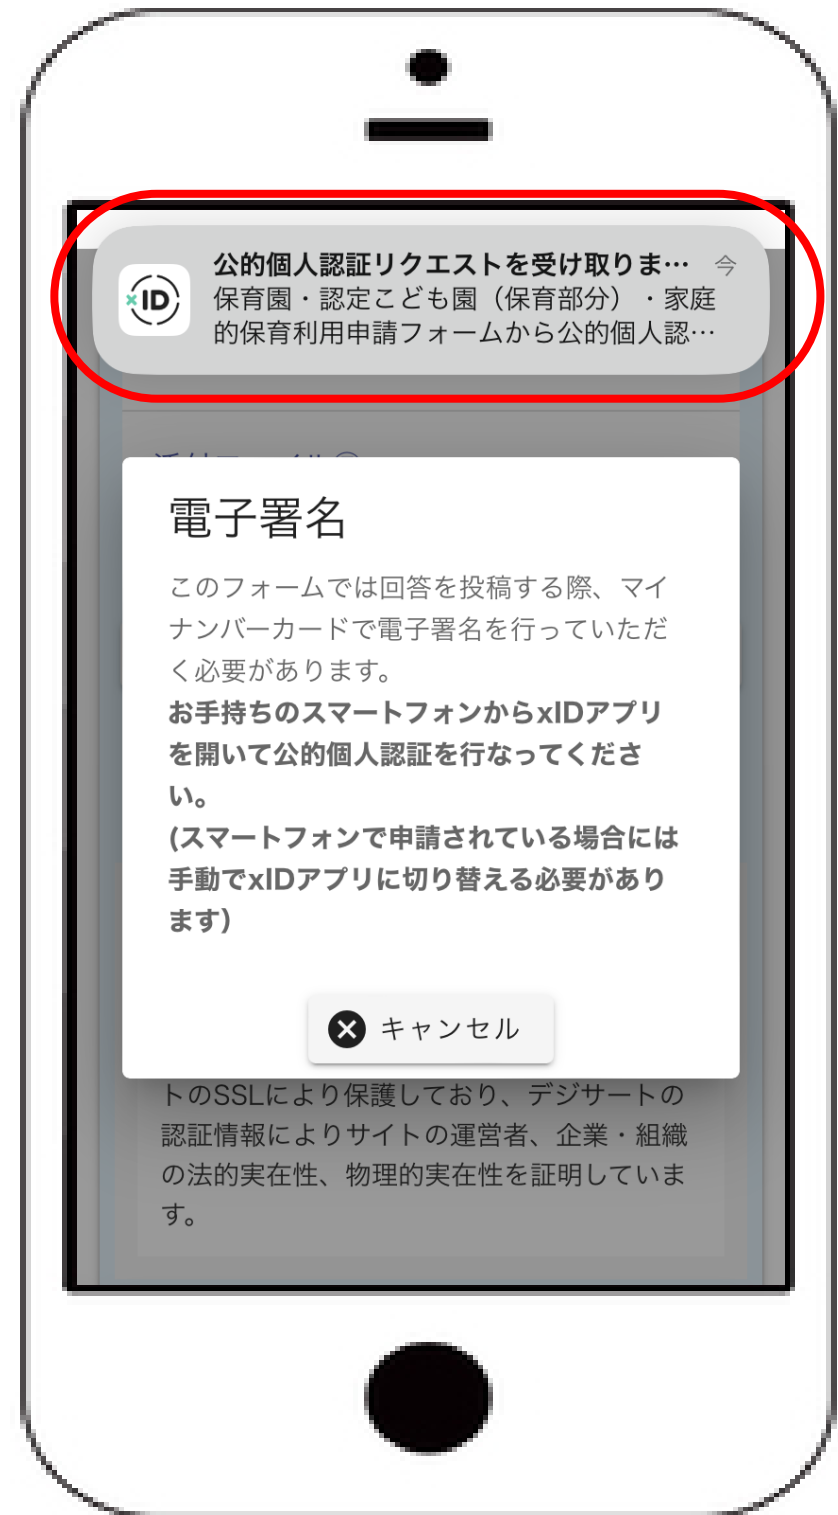 公的個人認証リクエストを受け取りま… 今
×ID
保育園・認定こども園（保育部分）・家庭
的保育利用申請フォームから公的個人認…
電子署名
このフォームでは回答を投稿する際、マイ
ナンバーカードで電子署名を行っていただ
く必要があります。
お手持ちのスマートフォンからxIDアプリ
を開いて公的個人認証を行なってくださ
い。
(スマートフォンで申請されている場合には
手動でxIDアプリに切り替える必要があり
ます)
キャンセル
トのSSLにより保護しており、デジサートの
認証情報によりサイトの運営者、企業・組織
の法的実在性、物理的実在性を証明していま
す。